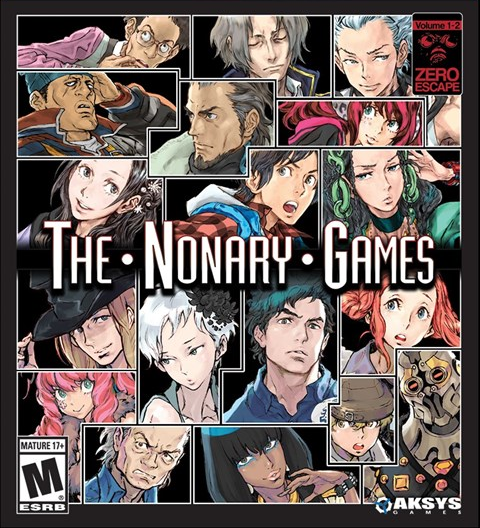 Volume 1-2
ZERO
ESCAPE
THE • NONARY • GAMES
MATURE 17+
M
®
ESRB
AKSYS
GAMES